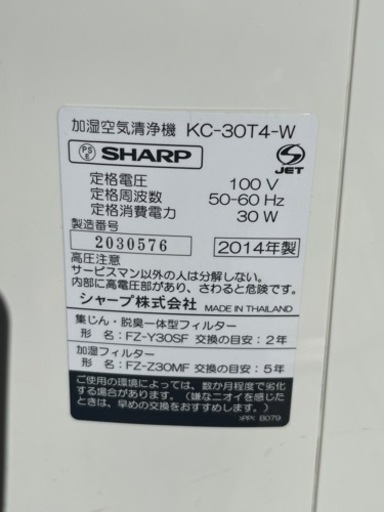 加湿空気清浄機 KC-30T4-W
PSE SHARP JET
定格電圧 100 V
定格周波数 50-60 Hz
定格消費電力 30 W
製造番号
2030576 2014年製
高圧注意
サービスマン以外の人は分解しない。
内部に高電圧部があり、さわると危険です。
シャープ株式会社 MADE IN THAILAND
集じん・脱臭一体型フィルター
形 名：FZ-Y30SF 交換の目安：2年
加湿フィルター
形 名：FZ-Z30MF 交換の目安：5年
ご使用の環境によっては、数か月程度で劣化
する場合があります。(嫌なニオイを感じた
ときは、早めの交換をおすすめします。)
>PP< B079